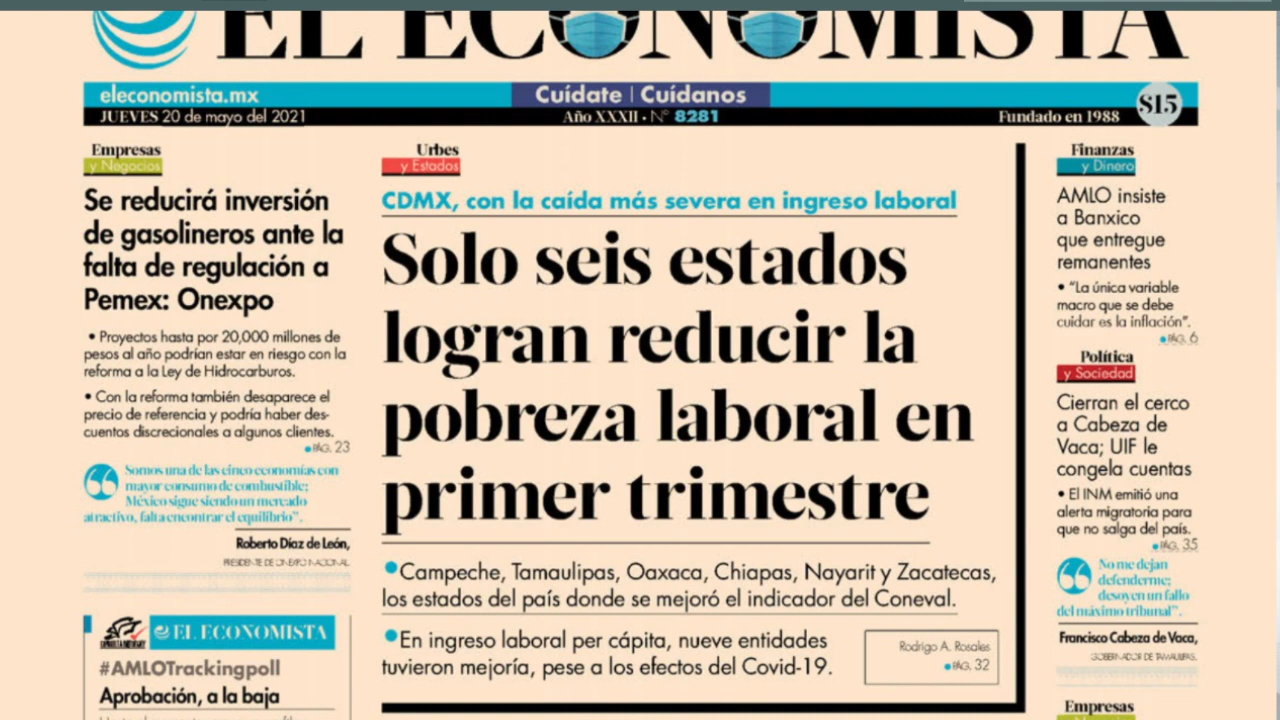 EL ECONOMISTA
eleconomista.mx
Cuídate | Cuídanos
$15
JUEVES 20 de mayo del 2021
Año XXXII • N° 8281
Fundado en 1988
Empresas
y Negocios
Se reducirá inversión
de gasolineros ante la
falta de regulación a
Pemex: Onexpo
• Proyectos hasta por 20,000 millones de
pesos al año podrían estar en riesgo con la
reforma a la Ley de Hidrocarburos.
• Con la reforma también desaparece el
precio de referencia y podría haber des-
cuentos discrecionales a algunos clientes.
•PÁG. 23
Somos una de las cinco economías con
mayor consumo de combustible;
México sigue siendo un mercado
atractivo, falta encontrar el equilibrio”.
Roberto Díaz de León,
PRESIDENTE DE ONEXPO NACIONAL
EL ECONOMISTA
#AMLOTrackingpoll
Aprobación, a la baja
Urbes
y Estados
CDMX, con la caída más severa en ingreso laboral
Solo seis estados
logran reducir la
pobreza laboral en
primer trimestre
•Campeche, Tamaulipas, Oaxaca, Chiapas, Nayarit y Zacatecas,
los estados del país donde se mejoró el indicador del Coneval.
•En ingreso laboral per cápita, nueve entidades
tuvieron mejoría, pese a los efectos del Covid-19.
Rodrigo A. Rosales
•PÁG. 32
Finanzas
y Dinero
AMLO insiste
a Banxico
que entregue
remanentes
• “La única variable
macro que se debe
cuidar es la inflación”.
•PÁG. 6
Política
y Sociedad
Cierran el cerco
a Cabeza de
Vaca; UIF le
congela cuentas
• El INM emitió una
alerta migratoria para
que no salga del país.
•PÁG. 35
No me dejan
defenderme;
desoyen un fallo
del máximo tribunal”.
Francisco Cabeza de Vaca,
GOBERNADOR DE TAMAULIPAS.
Empresas